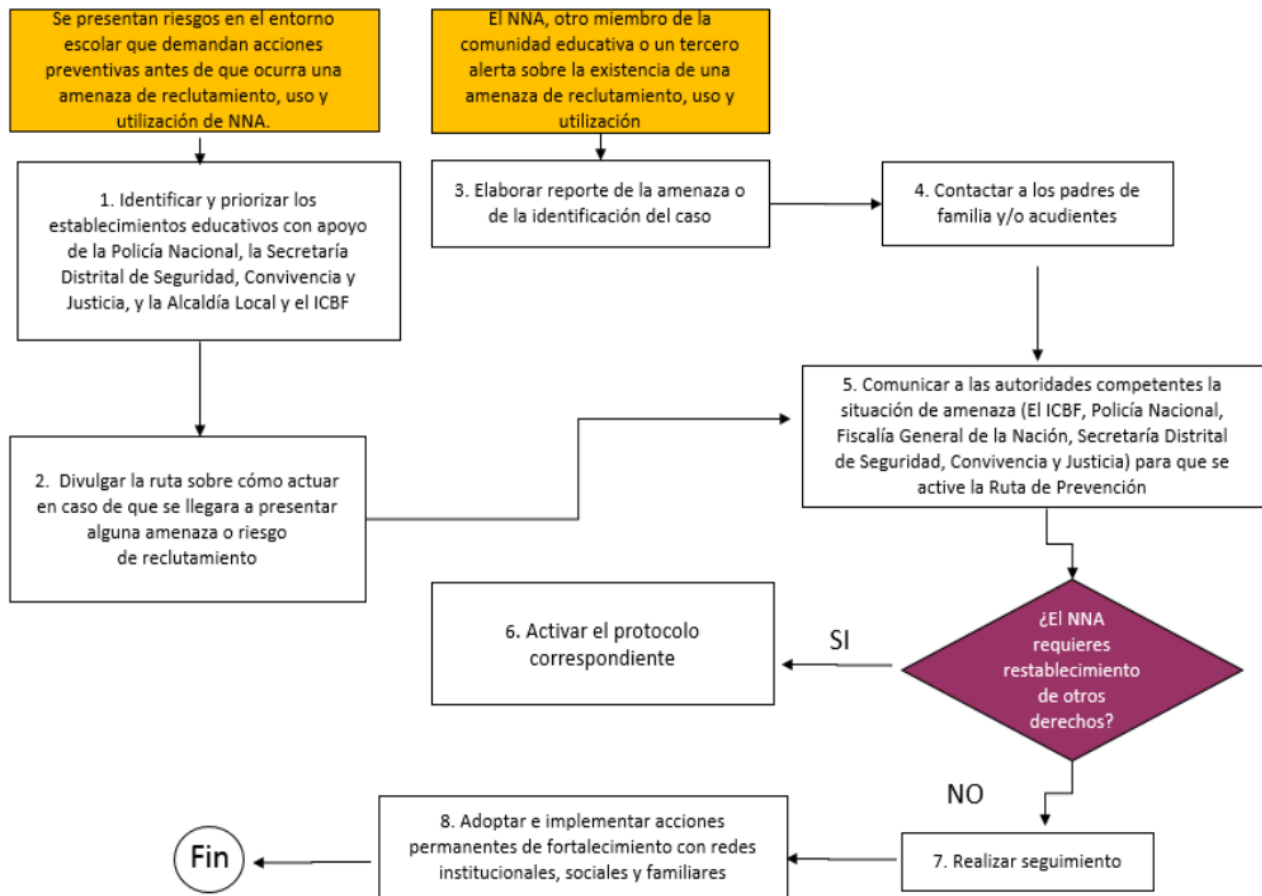 Se presentan riesgos en el entorno
escolar que demandan acciones
preventivas antes de que ocurra una
amenaza de reclutamiento, uso y
utilización de NNA.
El NNA, otro miembro de la
comunidad educativa o un tercero
alerta sobre la existencia de una
amenaza de reclutamiento, uso y
utilización
1. Identificar y priorizar los
establecimientos educativos con apoyo
de la Policía Nacional, la Secretaría
Distrital de Seguridad, Convivencia y
Justicia, y la Alcaldía Local y el ICBF
3. Elaborar reporte de la amenaza o
de la identificación del caso
4. Contactar a los padres de
familia y/o acudientes
2. Divulgar la ruta sobre cómo actuar
en caso de que se llegara a presentar
alguna amenaza o riesgo
de reclutamiento
5. Comunicar a las autoridades competentes la
situación de amenaza (El ICBF, Policía Nacional,
Fiscalía General de la Nación, Secretaría Distrital
de Seguridad, Convivencia y Justicia) para que se
active la Ruta de Prevención
¿El NNA
requieres
restablecimiento
de otros
derechos?
SI
6. Activar el protocolo
correspondiente
NO
7. Realizar seguimiento
8. Adoptar e implementar acciones
permanentes de fortalecimiento con redes
institucionales, sociales y familiares
Fin